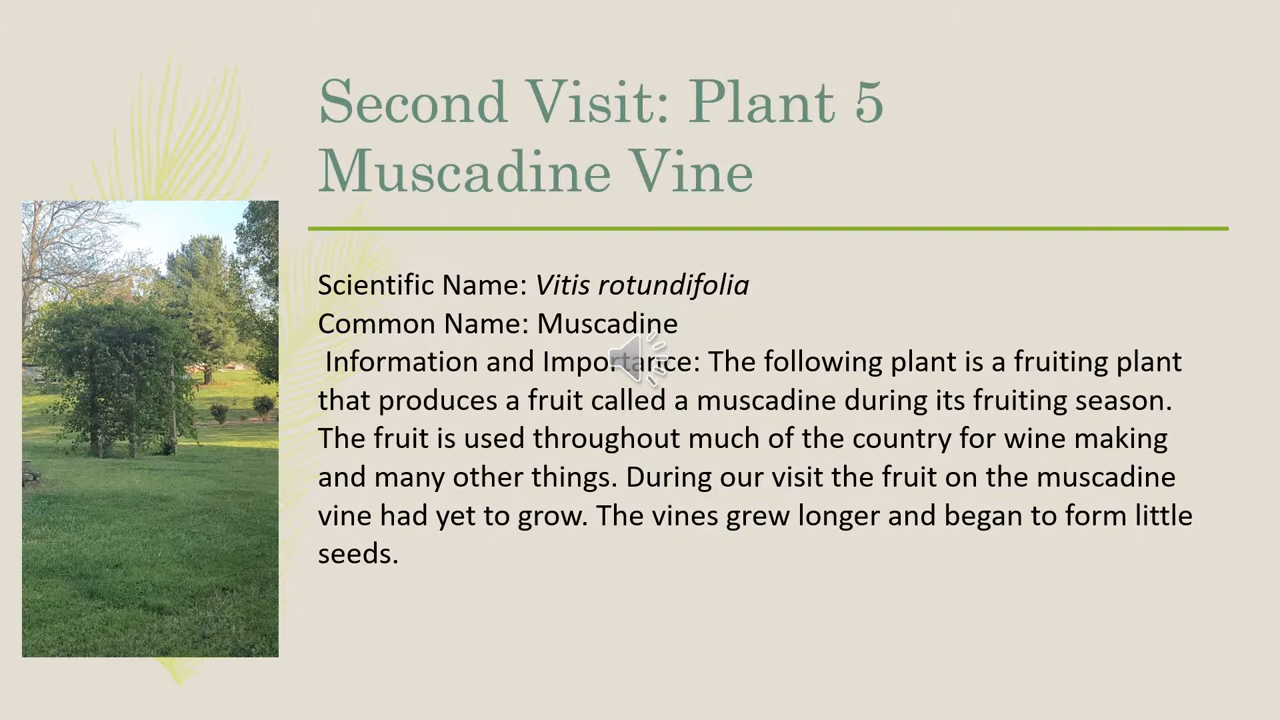 Second Visit: Plant 5
Muscadine Vine
Scientific Name: Vitis rotundifolia
Common Name: Muscadine
Information and Importance: The following plant is a fruiting plant
that produces a fruit called a muscadine during its fruiting season.
The fruit is used throughout much of the country for wine making
and many other things. During our visit the fruit on the muscadine
vine had yet to grow. The vines grew longer and began to form little
seeds.